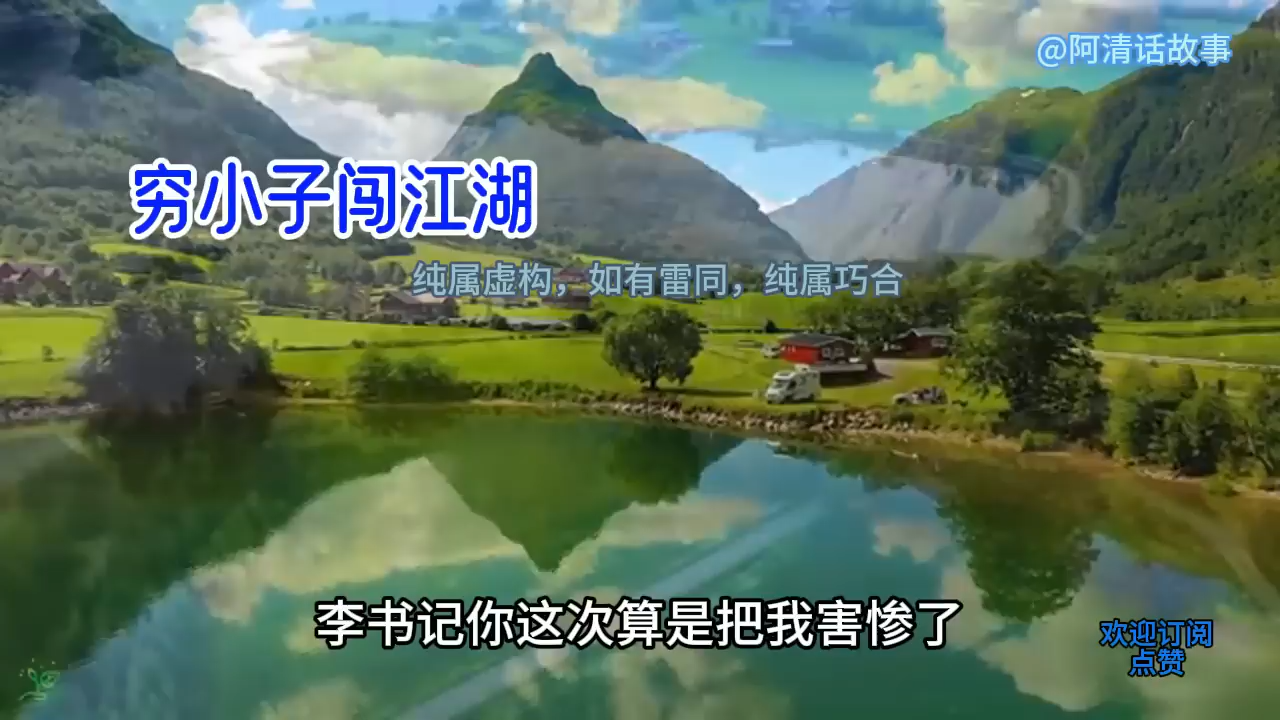 @阿清话故事
穷小子闯江湖
纯属虚构，如有雷同，纯属巧合
李书记你这次算是把我害惨了
欢迎订阅
点赞